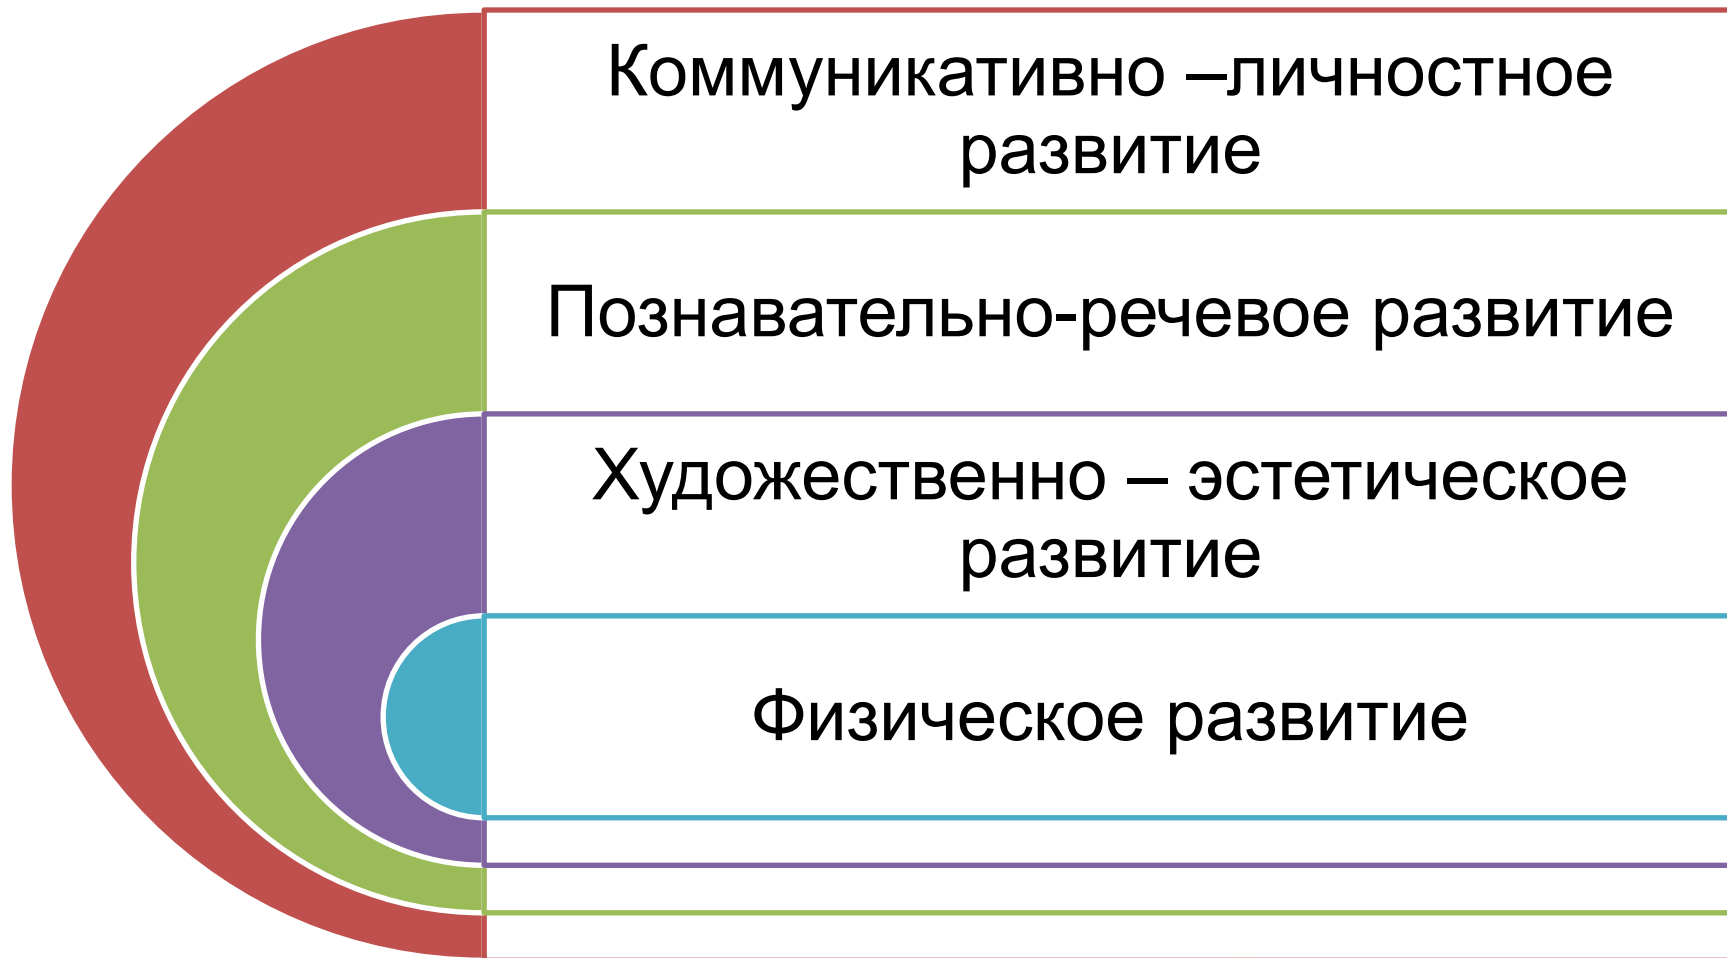 Коммуникативно –личностное
развитие
Познавательно-речевое развитие
Художественно – эстетическое
развитие
Физическое развитие